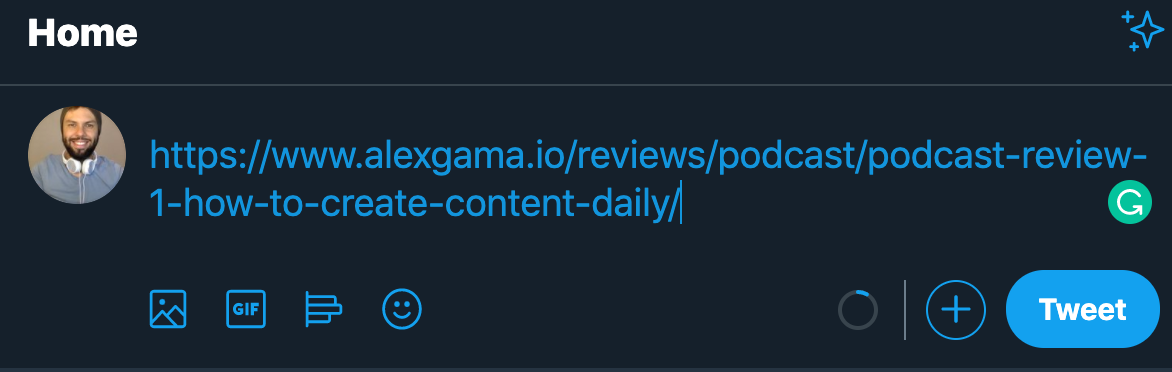 Home
https://www.alexgama.io/reviews/podcast/podcast-review-
1-how-to-create-content-daily/
GIF
Tweet